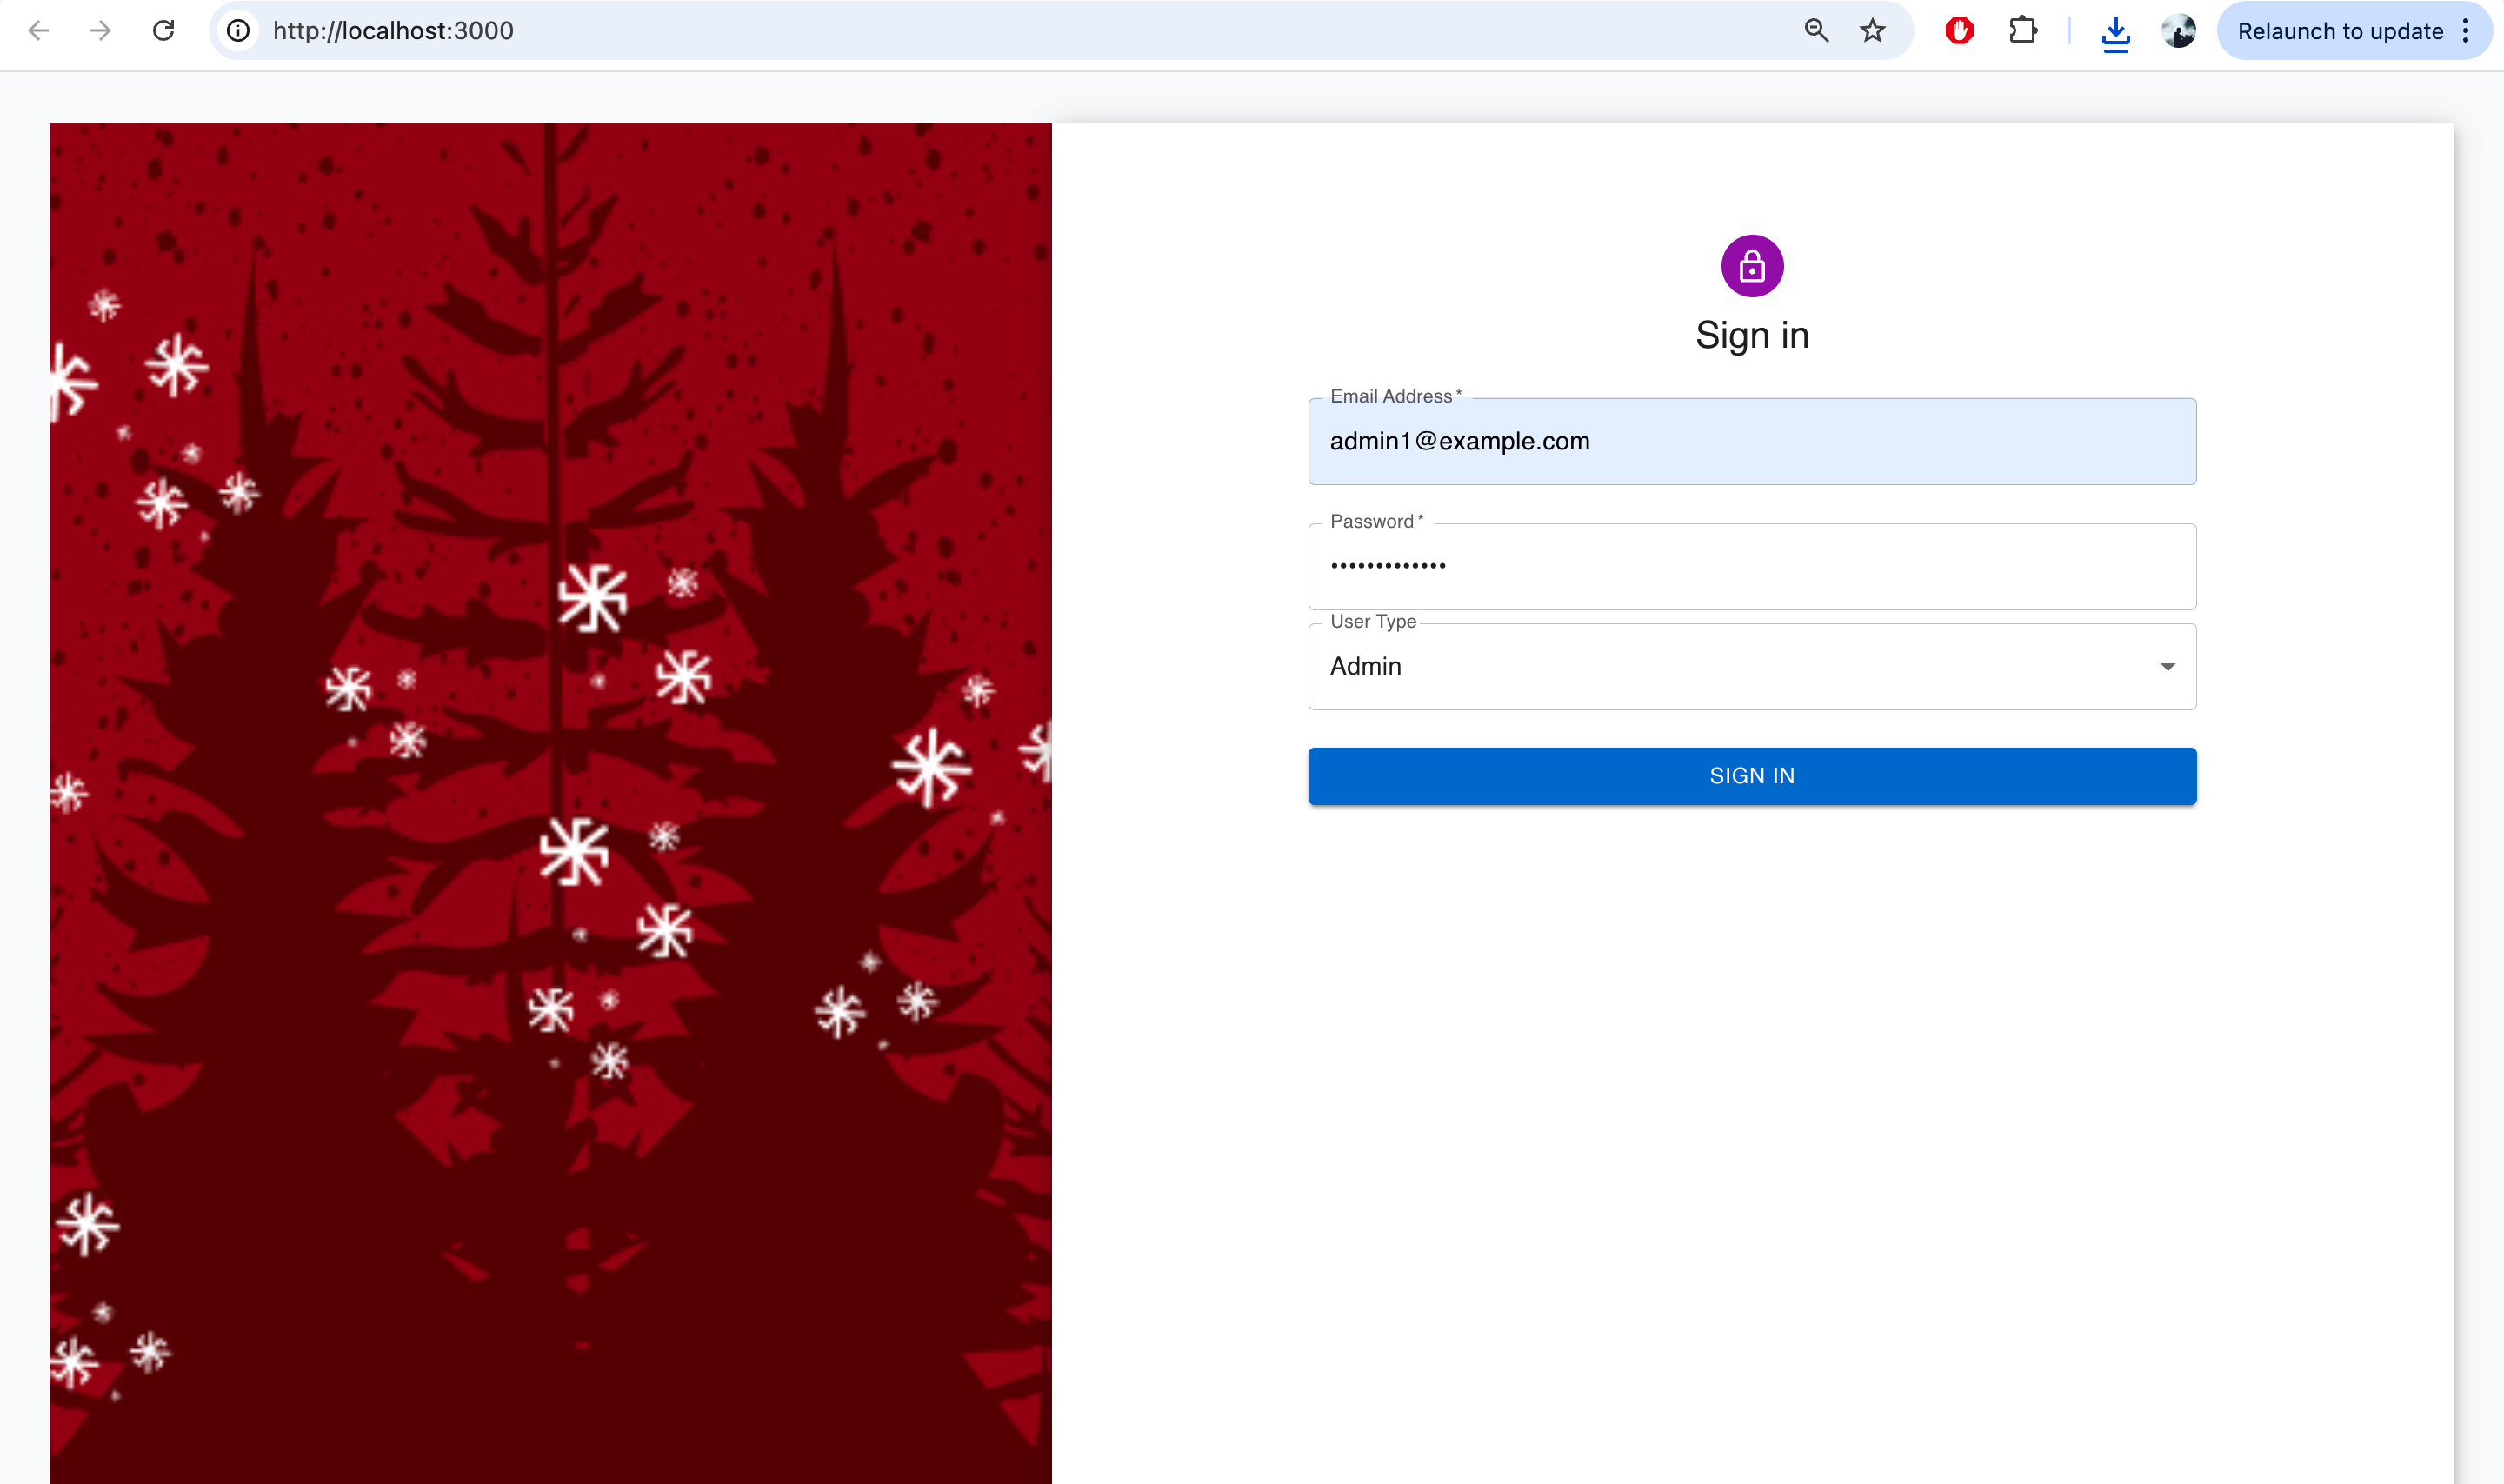 http://localhost:3000
Relaunch to update
Sign in
Email Address *
admin1@example.com
Password *
•••••••••••••
User Type
Admin
SIGN IN